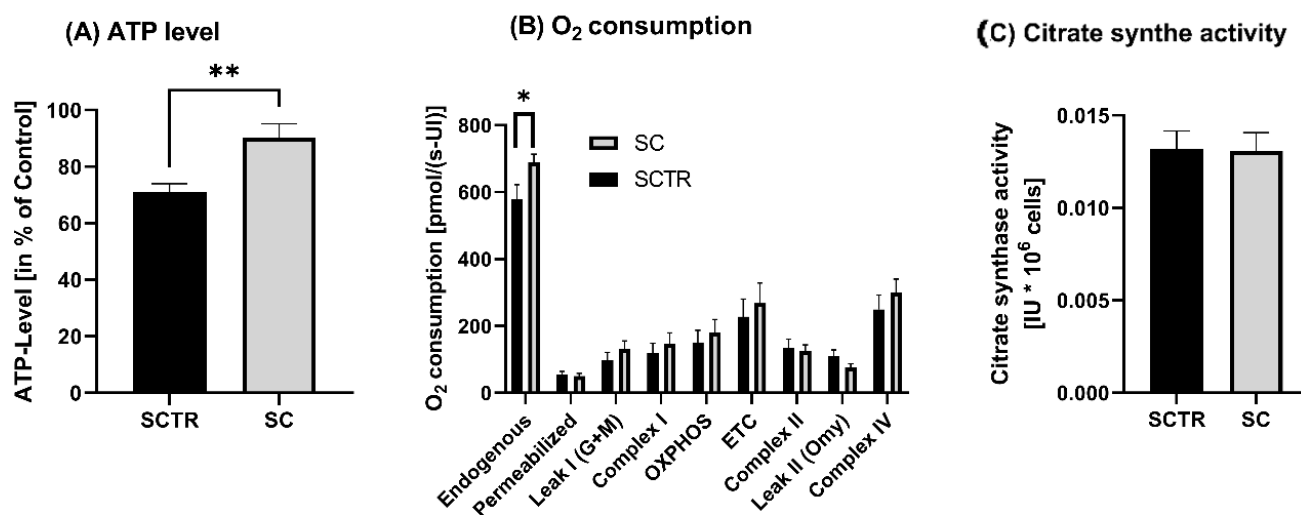 (A) ATP level
**
ATP-Level [in % of Control]
100
80
60
40
20
0
SCTR
SC
(B) O₂ consumption
*
O₂ consumption [pmol/(s-UI)]
800
600
400
200
0
SC
SCTR
Endogenous
Permeabilized
Leak I (G+M)
Complex I
OXPHOS
ETC
Complex II
Leak II (Omy)
Complex IV
(C) Citrate synthe activity
Citrate synthase activity
[IU * 10⁶ cells]
0.015
0.010
0.005
0.000
SCTR
SC